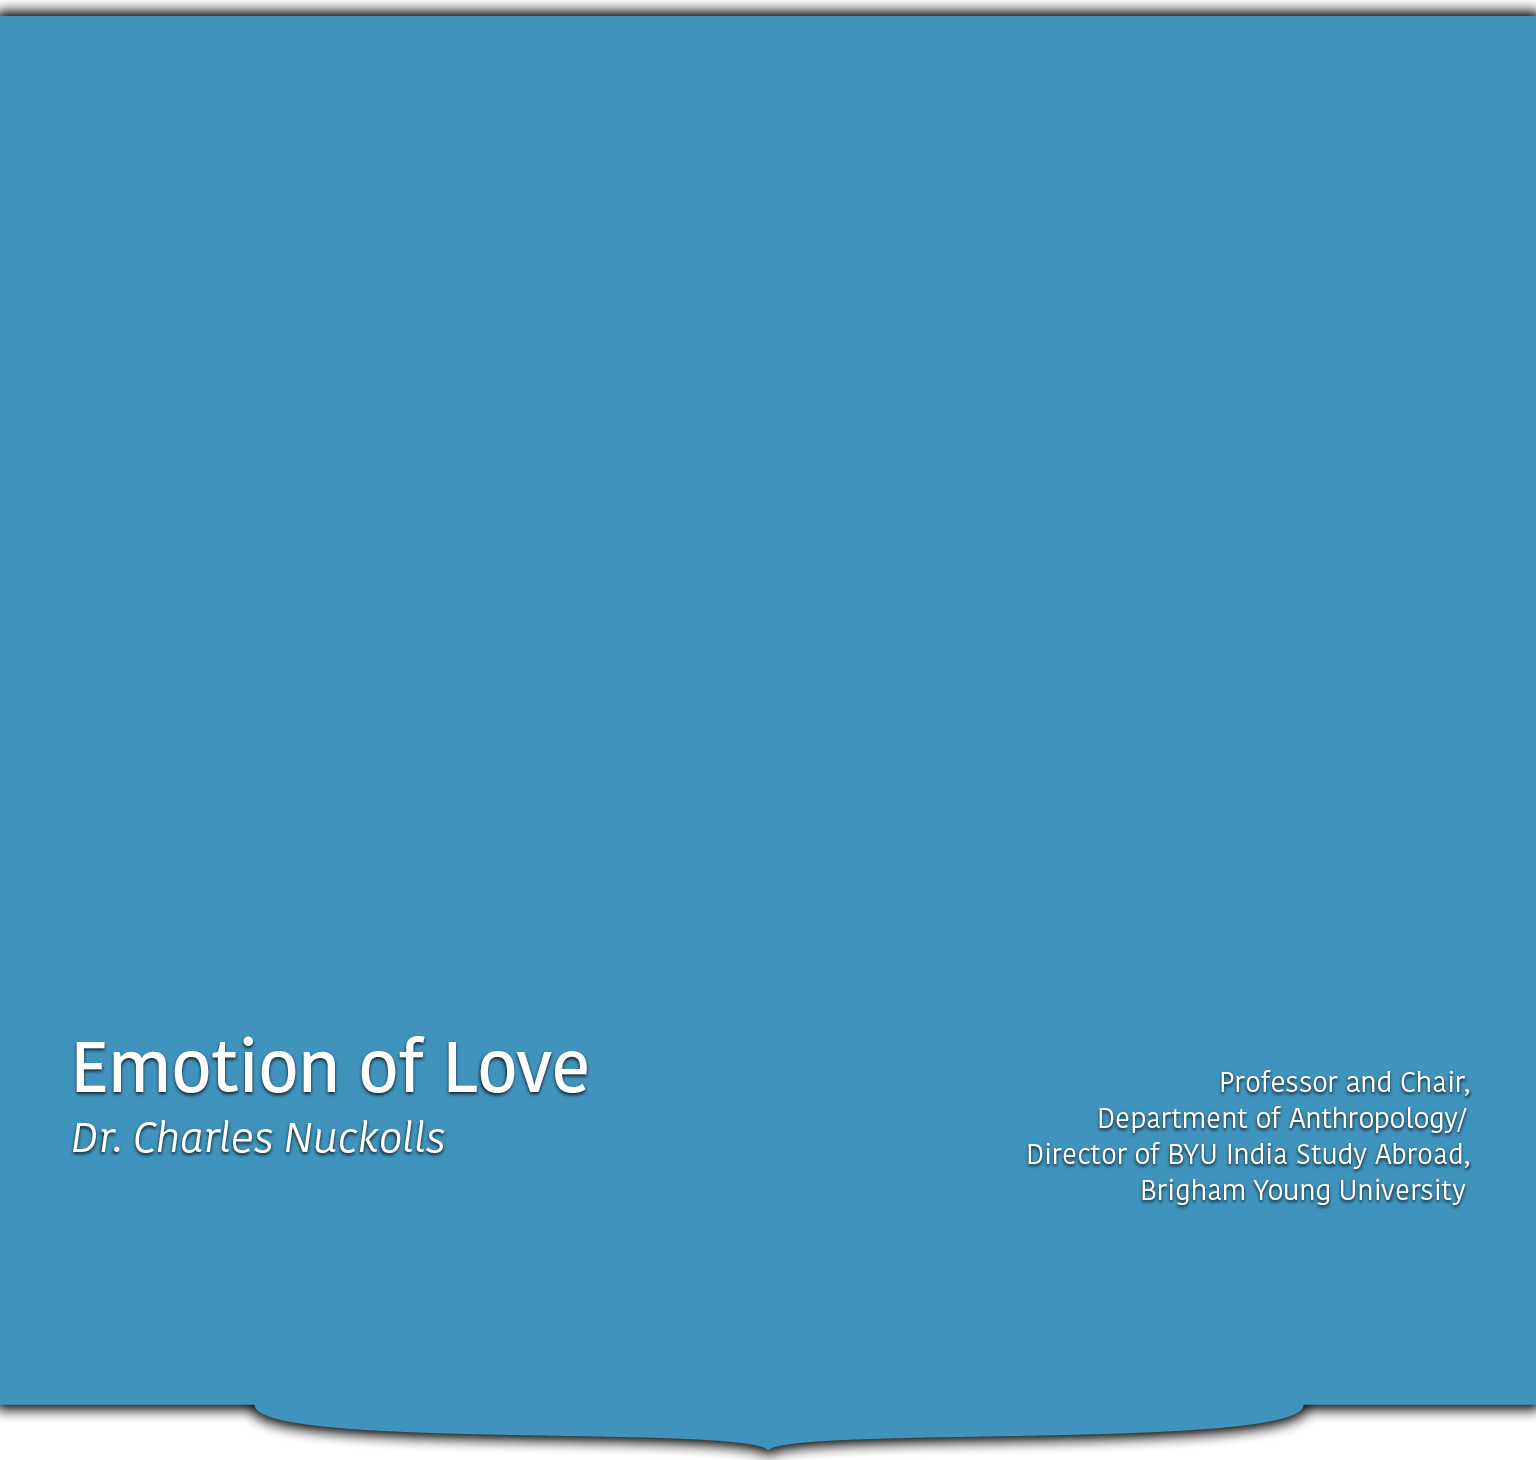 Emotion of Love
Dr. Charles Nuckolls
Professor and Chair,
Department of Anthropology/
Director of BYU India Study Abroad,
Brigham Young University